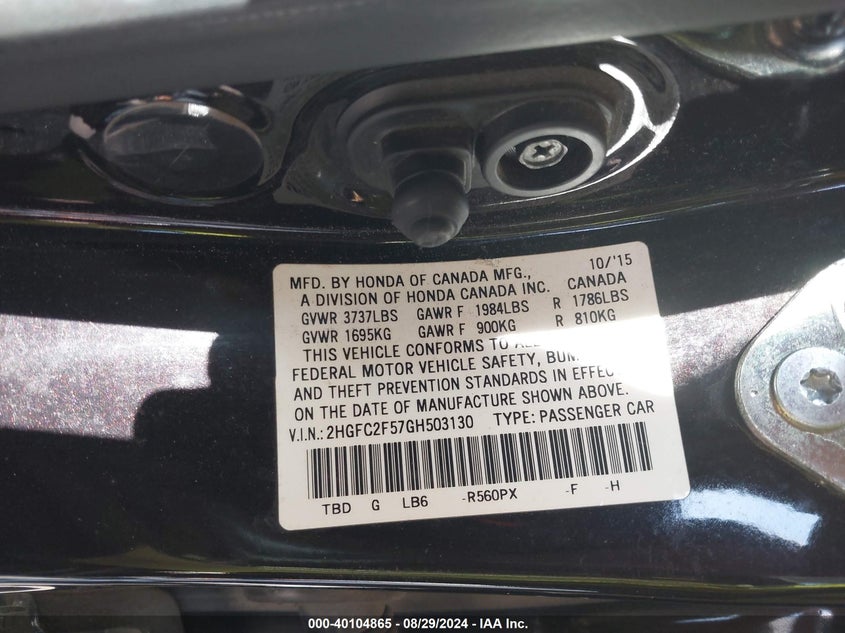 MFD. BY HONDA OF CANADA MFG., 10/'15
A DIVISION OF HONDA CANADA INC. CANADA
GVWR 3737LBS GAWR F 1984LBS R 1786LBS
GVWR 1695KG GAWR F 900KG R 810KG
THIS VEHICLE CONFORMS TO
FEDERAL MOTOR VEHICLE SAFETY,
AND THEFT PREVENTION STANDARDS IN
ON THE DATE OF MANUFACTURE SHOWN ABOVE.
V.I.N.: 2HGFC2F57GH503130 TYPE: PASSENGER CAR
TBD G LB6 -R560PX -F -H
000-40104865 - 08/29/2024 - IAA Inc.